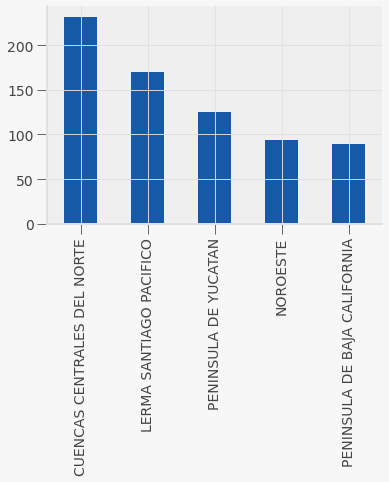 200
150
100
50
0
CUENCAS CENTRALES DEL NORTE
LERMA SANTIAGO PACIFICO
PENINSULA DE YUCATAN
NOROESTE
PENINSULA DE BAJA CALIFORNIA